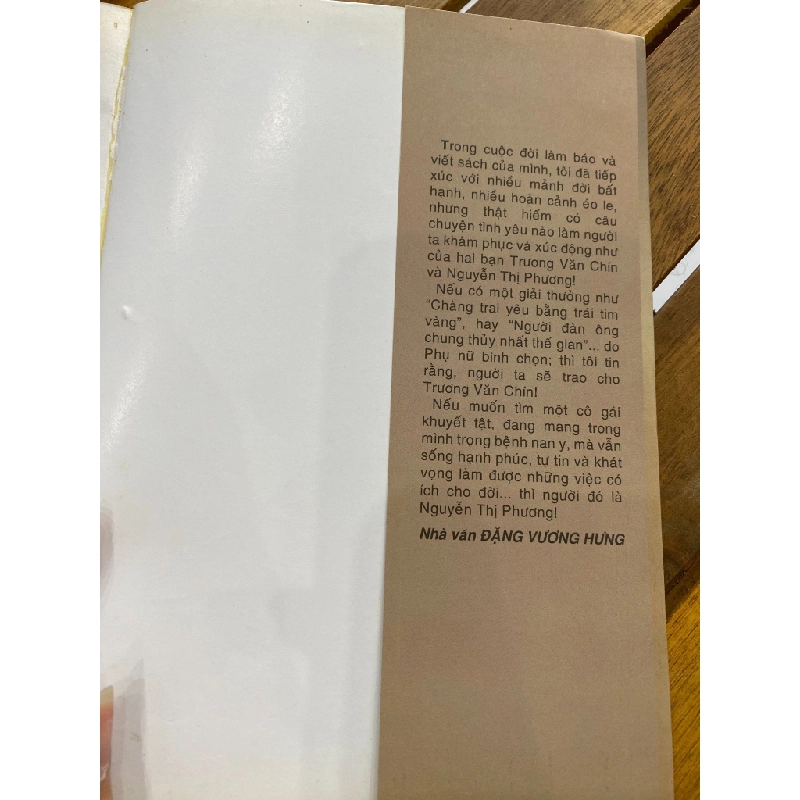 Trong cuộc đời làm báo và
viết sách của mình, tôi đã tiếp
xúc với nhiều mảnh đời bất
hạnh, nhiều hoàn cảnh éo le,
nhưng thật hiếm có câu
chuyện tình yêu nào làm người
ta khâm phục và xúc động như
của hai bạn Trương Văn Chín
và Nguyễn Thị Phương!
Nếu có một giải thưởng như
"Chàng trai yêu bằng trái tim
vàng", hay "Người đàn ông
chung thủy nhất thế gian"... do
Phụ nữ bình chọn; thì tôi tin
rằng, người ta sẽ trao cho
Trương Văn Chín!
Nếu muốn tìm một cô gái
khuyết tật, đang mang trong
mình trọng bệnh nan y, mà vẫn
sống hạnh phúc, tự tin và khát
vọng làm được những việc có
ích cho đời... thì người đó là
Nguyễn Thị Phương!
Nhà văn ĐẶNG VƯƠNG HƯNG